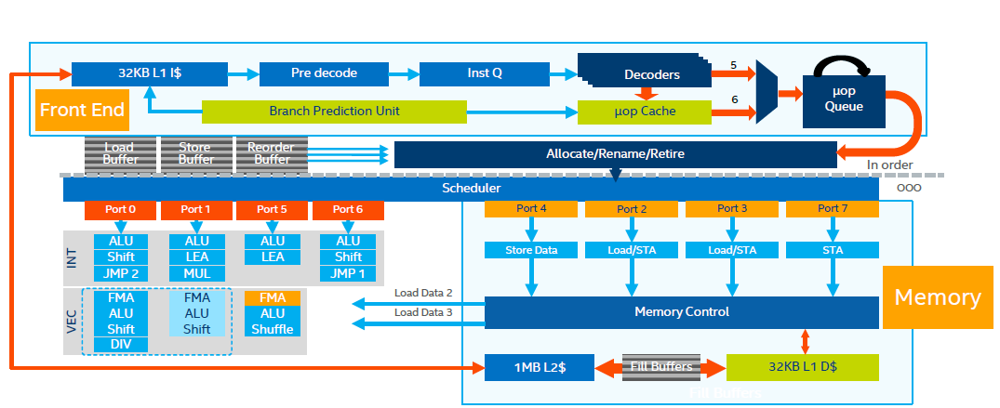 32KB L1 I$
Pre decode
Inst Q
Decoders
5
Front End
Branch Prediction Unit
μop Cache
6
μop
Queue
Load
Buffer
Store
Buffer
Reorder
Buffer
Allocate/Rename/Retire
In order
OOO
Scheduler
Port 0
Port 1
Port 5
Port 6
Port 4
Port 2
Port 3
Port 7
INT
ALU
Shift
JMP 2
ALU
LEA
MUL
ALU
LEA
ALU
Shift
JMP 1
Store Data
Load/STA
Load/STA
STA
VEC
FMA
ALU
Shift
DIV
FMA
ALU
Shift
FMA
ALU
Shuffle
Load Data 2
Load Data 3
Memory Control
Memory
1MB L2$
Fill Buffers
32KB L1 D$
Fill Buffers